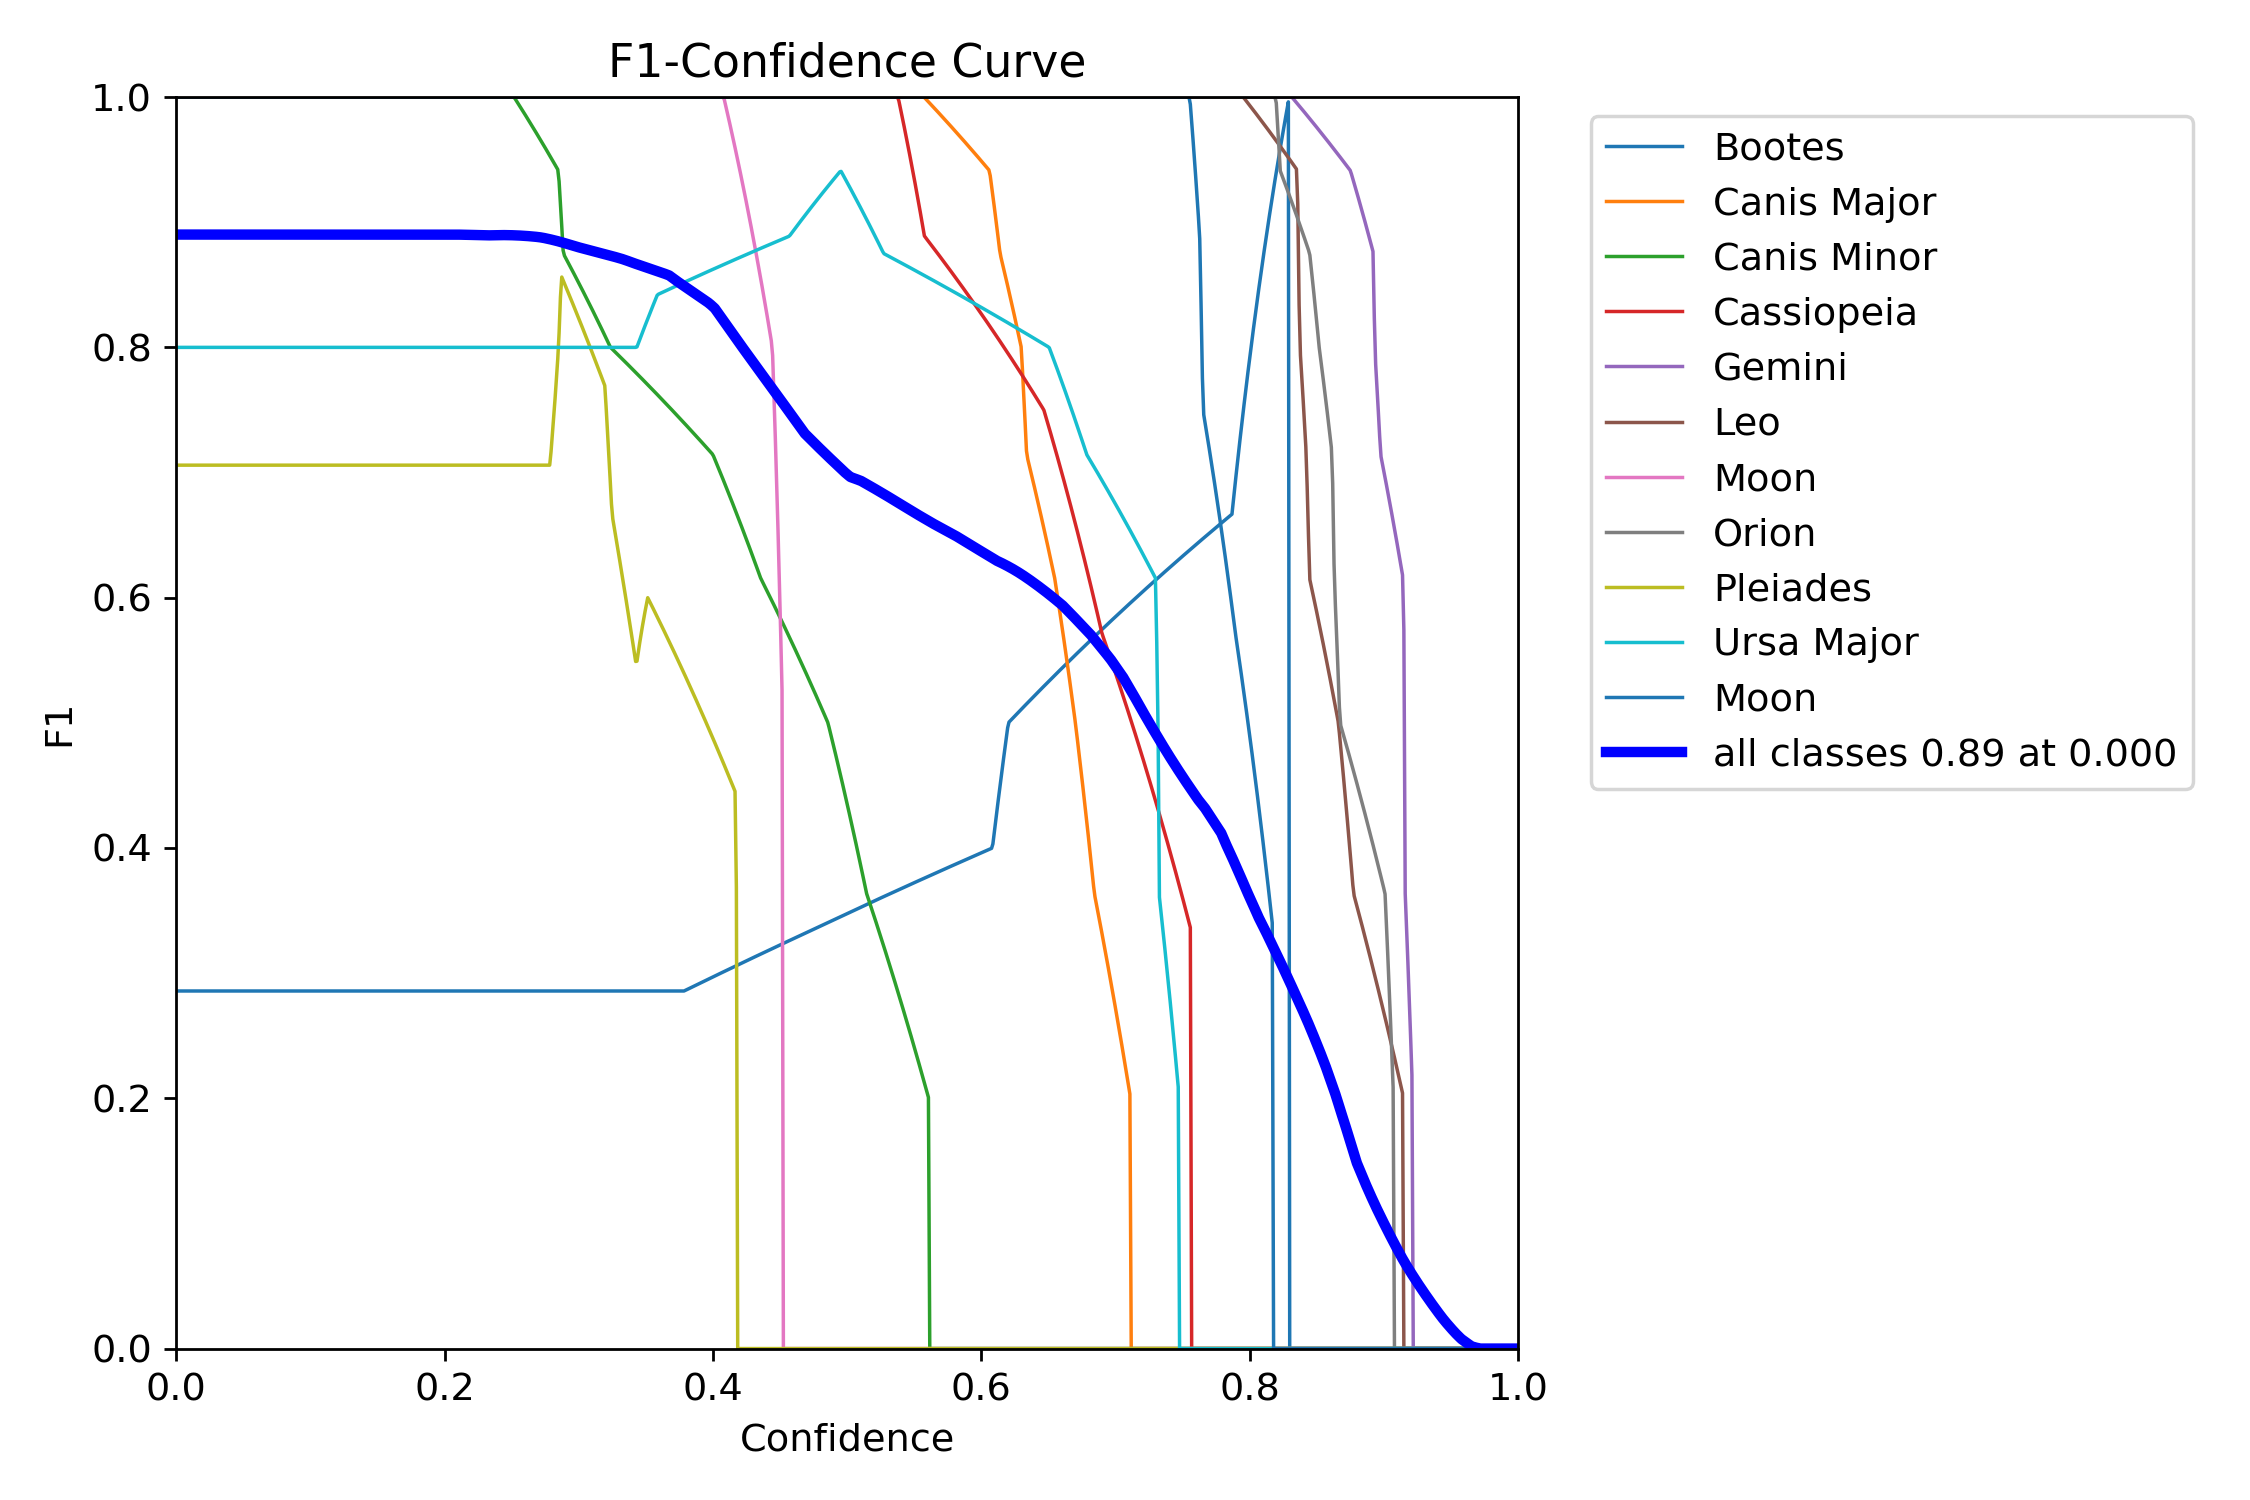 F1-Confidence Curve
1.0
0.8
0.6
0.4
0.2
0.0
F1
0.0 0.2 0.4 0.6 0.8 1.0
Confidence
Bootes
Canis Major
Canis Minor
Cassiopeia
Gemini
Leo
Moon
Orion
Pleiades
Ursa Major
Moon
all classes 0.89 at 0.000